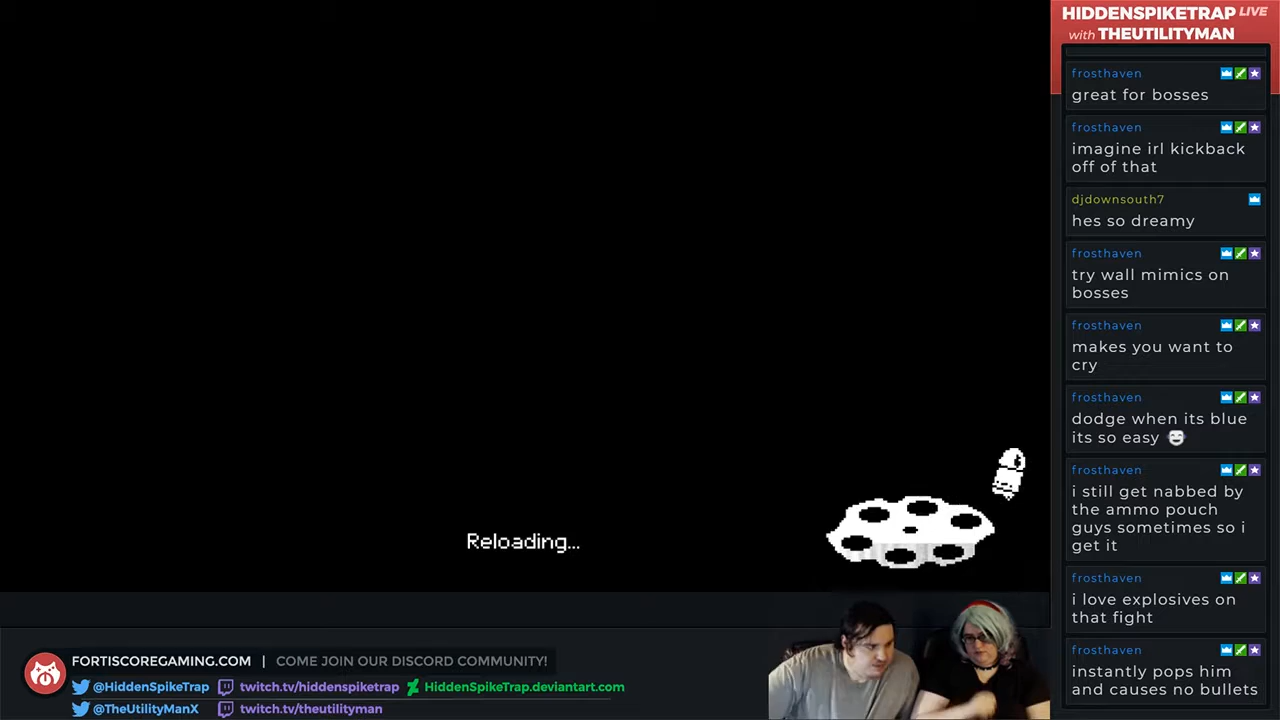 HIDDENSPIKETRAP LIVE
with THEUTILITYMAN
frosthaven
great for bosses
frosthaven
imagine irl kickback
off of that
djdownsouth7
hes so dreamy
frosthaven
try wall mimics on
bosses
frosthaven
makes you want to
cry
frosthaven
dodge when its blue
its so easy
frosthaven
i still get nabbed by
the ammo pouch
guys sometimes so i
get it
frosthaven
i love explosives on
that fight
frosthaven
instantly pops him
and causes no bullets
Reloading...
FORTISCOREGAMING.COM | COME JOIN OUR DISCORD COMMUNITY!
@HiddenSpikeTrap twitch.tv/hiddenspiketrap HiddenSpikeTrap.deviantart.com
@TheUtilityManX twitch.tv/theutilityman